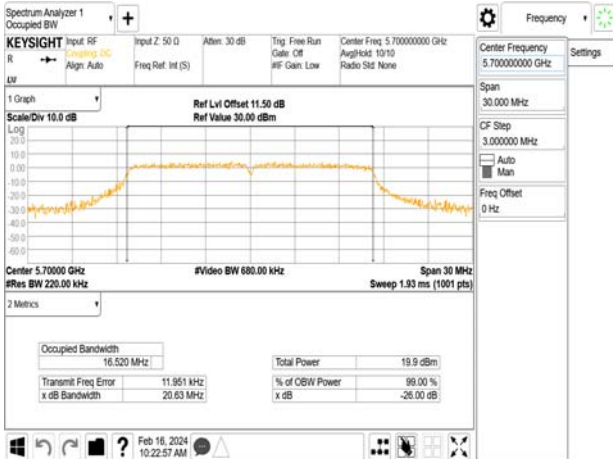 Spectrum Analyzer 1
Occupied BW
Frequency
KEYSIGHT
R
Input: RF
Coupling: DC
Align: Auto
Input Z: 50 Ω
Freq Ref: Int (S)
Atten: 30 dB
Trig: Free Run
Gate: Off
#IF Gain: Low
Center Freq: 5.700000000 GHz
Avg|Hold: 10/10
Radio Std: None
Center Frequency
5.700000000 GHz
Settings
Span
30.000 MHz
CF Step
3.000000 MHz
Auto
Man
Freq Offset
0 Hz
1 Graph
Scale/Div 10.0 dB
Ref Lvl Offset 11.50 dB
Ref Value 30.00 dBm
Log
20.0
10.0
0.00
-10.0
-20.0
-30.0
-40.0
-50.0
-60.0
Center 5.70000 GHz
#Res BW 220.00 kHz
#Video BW 680.00 kHz
Span 30 MHz
Sweep 1.93 ms (1001 pts)
2 Metrics
Occupied Bandwidth
16.520 MHz
Total Power 19.9 dBm
Transmit Freq Error 11.951 kHz
% of OBW Power 99.00 %
x dB Bandwidth 20.63 MHz
x dB -26.00 dB
?
Feb 16, 2024
10:22:57 AM